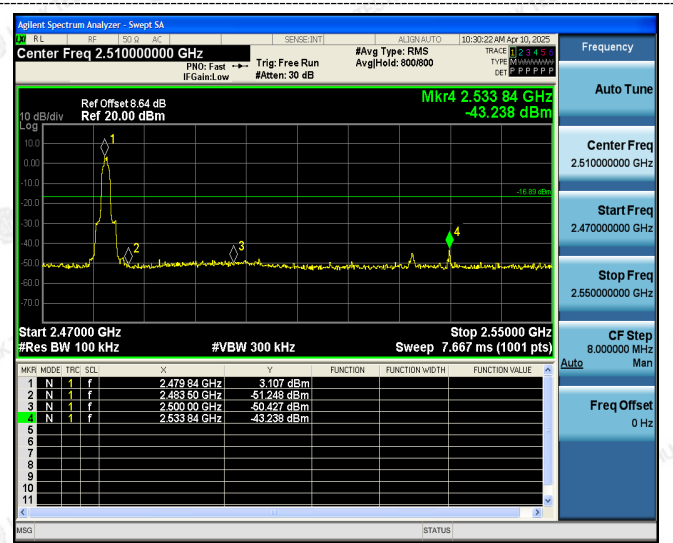 Agilent Spectrum Analyzer - Swept SA
LXI RL RF 50 Ω AC SENSE:INT ALIGN AUTO 10:30:22 AM Apr 10, 2025
Center Freq 2.510000000 GHz
PNO: Fast
IFGain:Low
Trig: Free Run
#Atten: 30 dB
#Avg Type: RMS
Avg|Hold: 800/800
TRACE 1 2 3 4 5 6
TYPE M
DET P P P P P P
Frequency
Auto Tune
Center Freq
2.510000000 GHz
Start Freq
2.470000000 GHz
Stop Freq
2.550000000 GHz
CF Step
8.000000 MHz
Auto Man
Freq Offset
0 Hz
Mkr4 2.533 84 GHz
-43.238 dBm
Ref Offset 8.64 dB
10 dB/div Ref 20.00 dBm
Log
10.0
0.00
-10.0
-20.0
-30.0
-40.0
-50.0
-60.0
-70.0
-16.89 dBm
1
2
3
4
Start 2.47000 GHz Stop 2.55000 GHz
#Res BW 100 kHz #VBW 300 kHz Sweep 7.667 ms (1001 pts)
MKR MODE TRC SCL X Y FUNCTION FUNCTION WIDTH FUNCTION VALUE
1 N 1 f 2.479 84 GHz 3.107 dBm
2 N 1 f 2.483 50 GHz -51.248 dBm
3 N 1 f 2.500 00 GHz -50.427 dBm
4 N 1 f 2.533 84 GHz -43.238 dBm
5
6
7
8
9
10
11
MSG STATUS